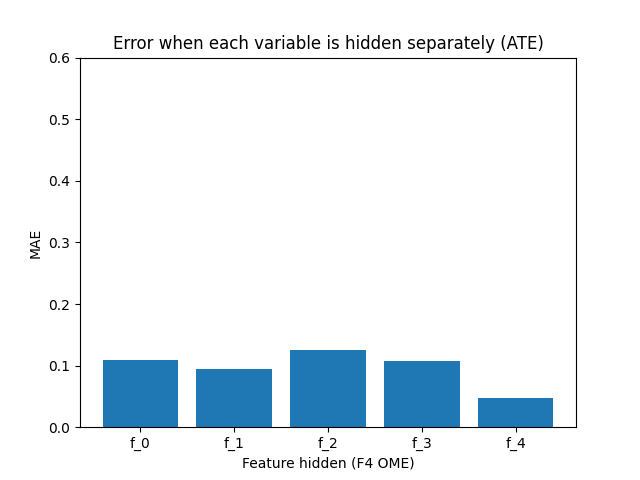 Error when each variable is hidden separately (ATE)
0.6
0.5
0.4
0.3
0.2
0.1
0.0
MAE
f_0 f_1 f_2 f_3 f_4
Feature hidden (F4 OME)